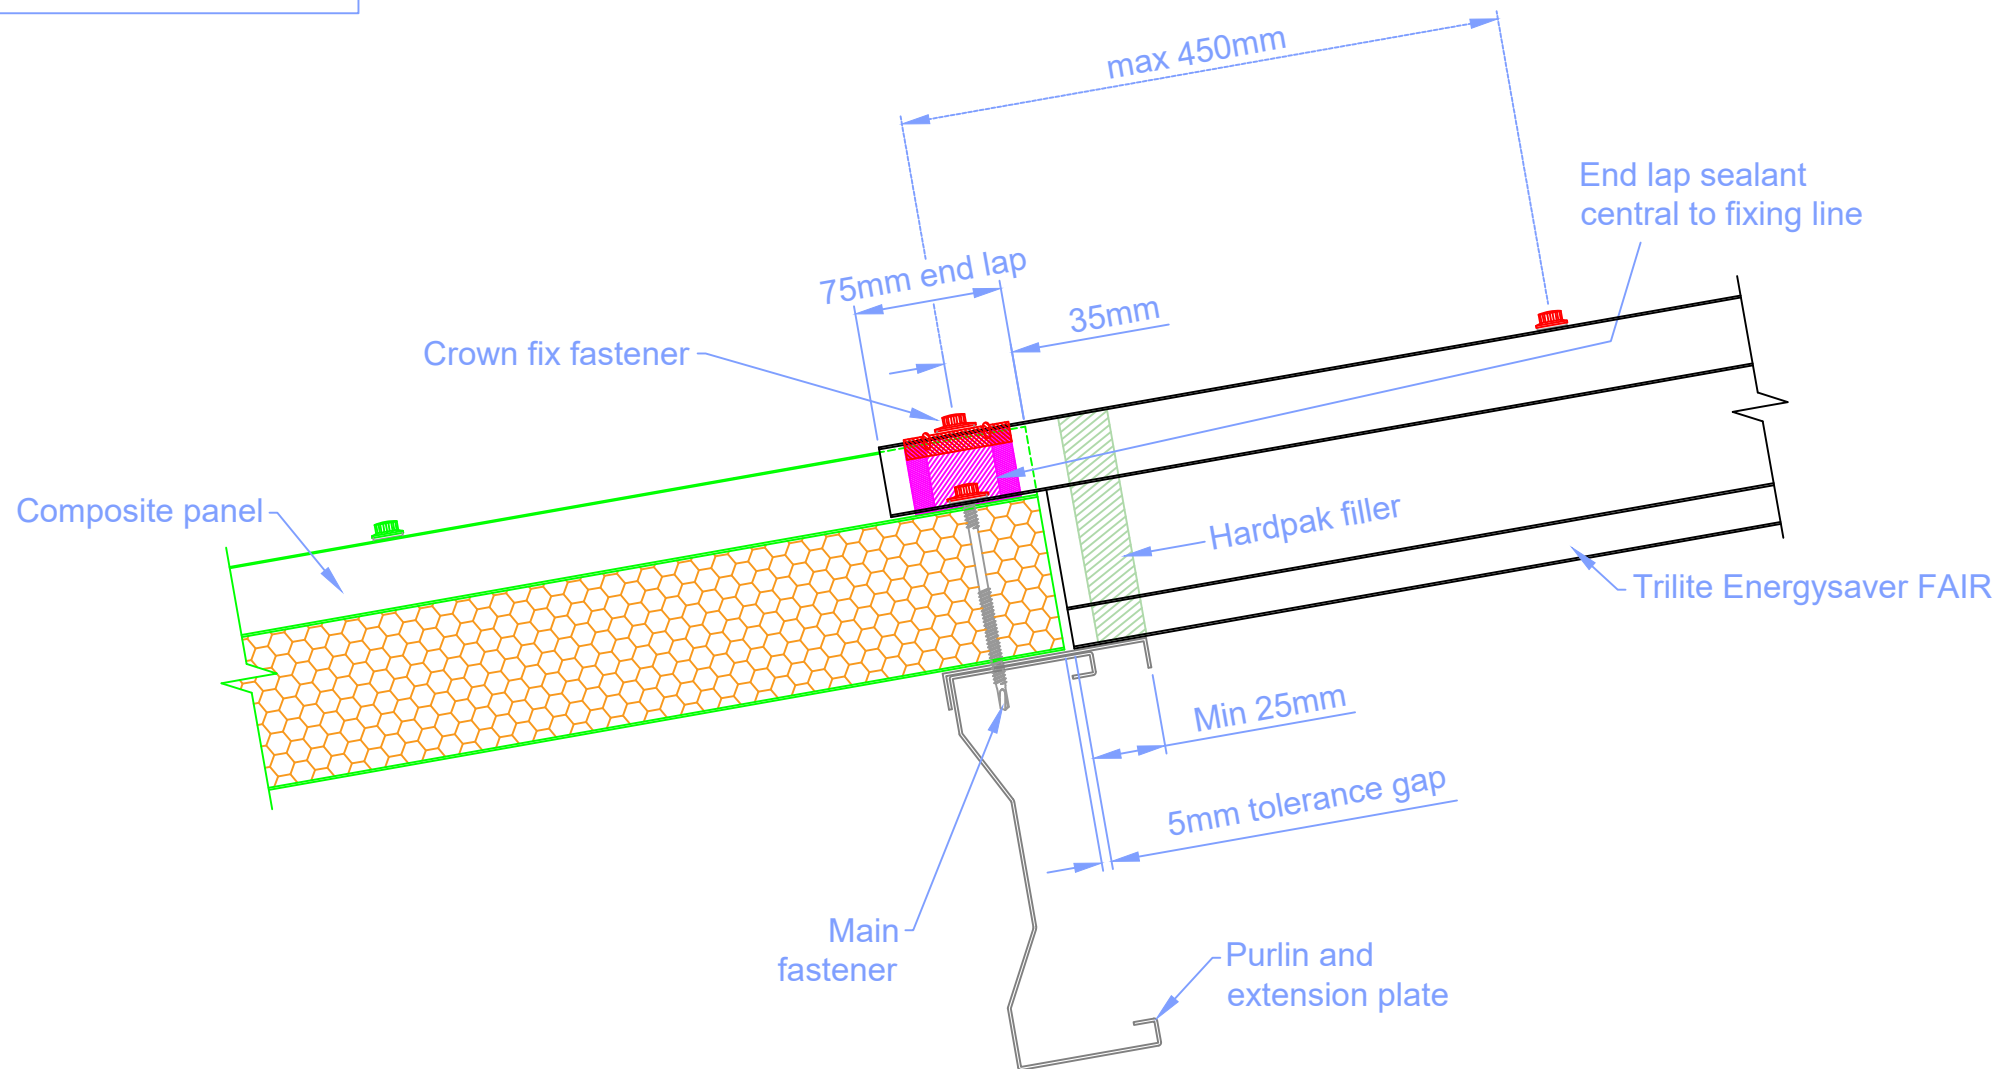 max 450mm
End lap sealant
central to fixing line
75mm end lap
35mm
Crown fix fastener
Composite panel
Hardpak filler
Trilite Energysaver FAIR
Min 25mm
5mm tolerance gap
Main
fastener
Purlin and
extension plate